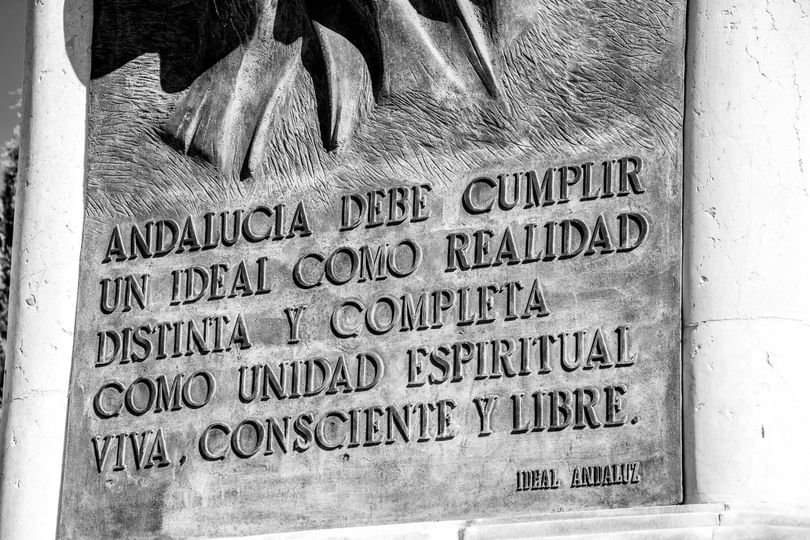 ANDALUCIA DEBE CUMPLIR
UN IDEAL COMO REALIDAD
DISTINTA Y COMPLETA
COMO UNIDAD ESPIRITUAL
VIVA, CONSCIENTE Y LIBRE.
IDEAL ANDALUZ